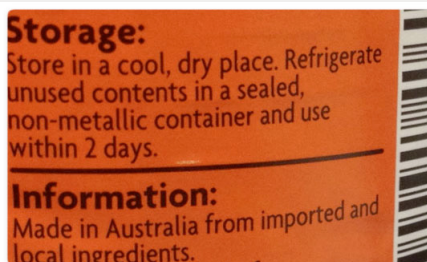 Storage:
Store in a cool, dry place. Refrigerate
unused contents in a sealed,
non-metallic container and use
within 2 days.
Information:
Made in Australia from imported and
local ingredients.